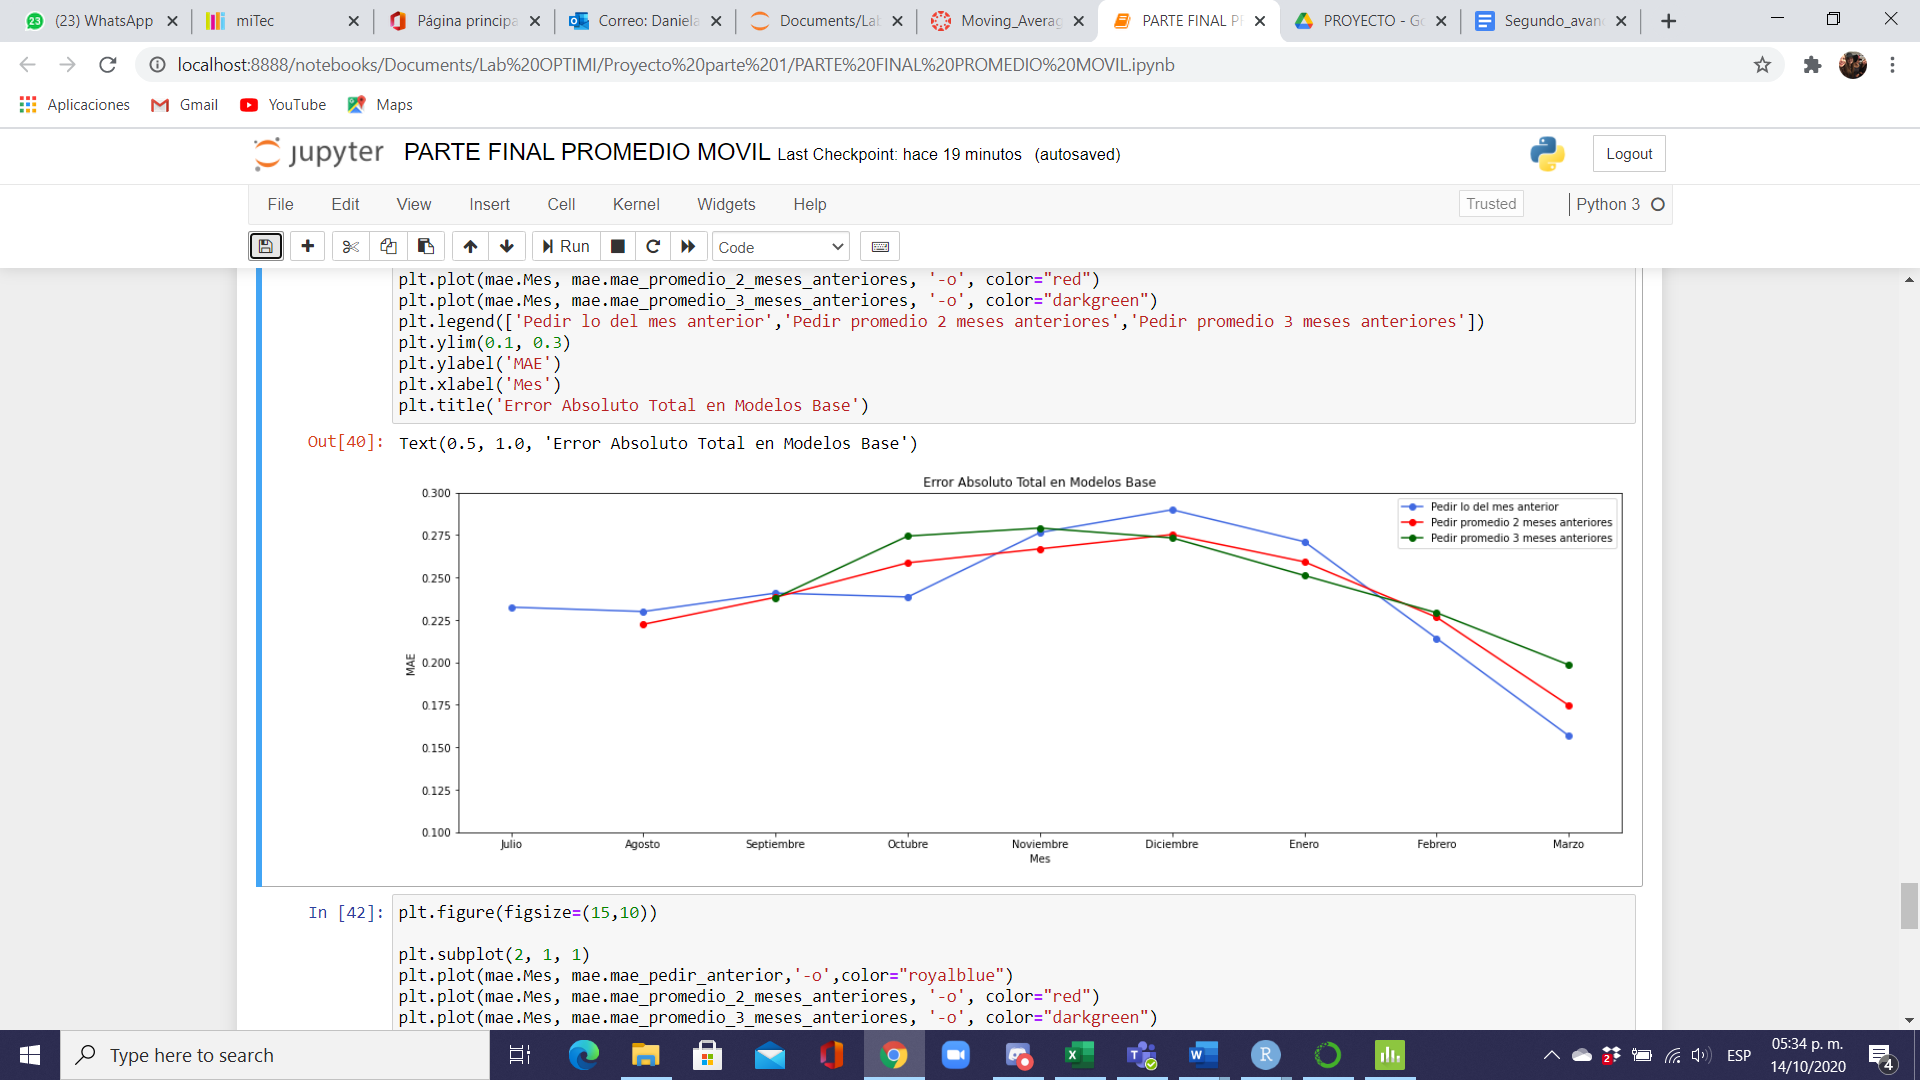 (23) WhatsApp
miTec
Página principa
Correo: Daniela
Documents/Lab
Moving_Averag
PARTE FINAL P
PROYECTO - Go
Segundo_avan
localhost:8888/notebooks/Documents/Lab%20OPTIMI/Proyecto%20parte%201/PARTE%20FINAL%20PROMEDIO%20MOVIL.ipynb
Aplicaciones Gmail YouTube Maps
jupyter PARTE FINAL PROMEDIO MOVIL Last Checkpoint: hace 19 minutos (autosaved)
Logout
File Edit View Insert Cell Kernel Widgets Help
Trusted
Python 3
Run
Code
plt.plot(mae.Mes, mae.mae_promedio_2_meses_anteriores, '-o', color="red")
plt.plot(mae.Mes, mae.mae_promedio_3_meses_anteriores, '-o', color="darkgreen")
plt.legend(['Pedir lo del mes anterior','Pedir promedio 2 meses anteriores','Pedir promedio 3 meses anteriores'])
plt.ylim(0.1, 0.3)
plt.ylabel('MAE')
plt.xlabel('Mes')
plt.title('Error Absoluto Total en Modelos Base')
Out[40]: Text(0.5, 1.0, 'Error Absoluto Total en Modelos Base')
Error Absoluto Total en Modelos Base
Pedir lo del mes anterior
Pedir promedio 2 meses anteriores
Pedir promedio 3 meses anteriores
0.300
0.275
0.250
0.225
0.200
0.175
0.150
0.125
0.100
MAE
Julio Agosto Septiembre Octubre Noviembre Diciembre Enero Febrero Marzo
Mes
In [42]: plt.figure(figsize=(15,10))
plt.subplot(2, 1, 1)
plt.plot(mae.Mes, mae.mae_pedir_anterior,'-o',color="royalblue")
plt.plot(mae.Mes, mae.mae_promedio_2_meses_anteriores, '-o', color="red")
plt.plot(mae.Mes, mae.mae_promedio_3_meses_anteriores, '-o', color="darkgreen")
Type here to search
ESP
05:34 p. m.
14/10/2020
4